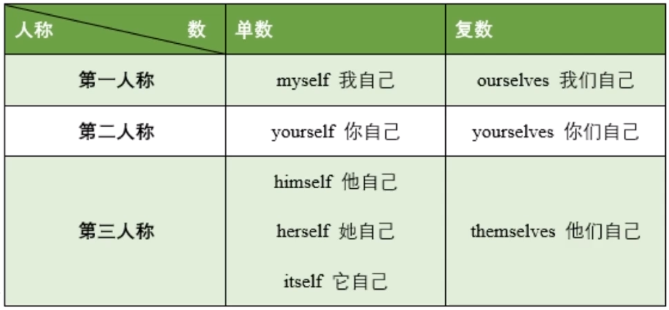 人称 数 单数 复数
第一人称 myself 我自己 ourselves 我们自己
第二人称 yourself 你自己 yourselves 你们自己
himself 他自己
第三人称 herself 她自己 themselves 他们自己
itself 它自己